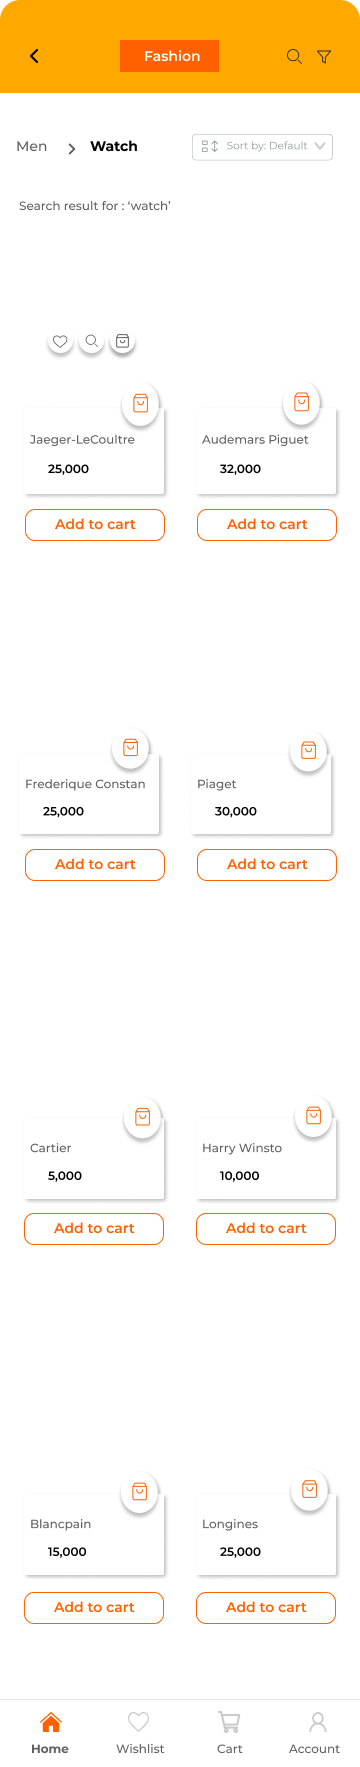 Fashion
Men > Watch
Sort by: Default
Search result for : ‘watch’
Jaeger-LeCoultre
25,000
Add to cart
Audemars Piguet
32,000
Add to cart
Frederique Constan
25,000
Add to cart
Piaget
30,000
Add to cart
Cartier
5,000
Add to cart
Harry Winsto
10,000
Add to cart
Blancpain
15,000
Add to cart
Longines
25,000
Add to cart
Home
Wishlist
Cart
Account